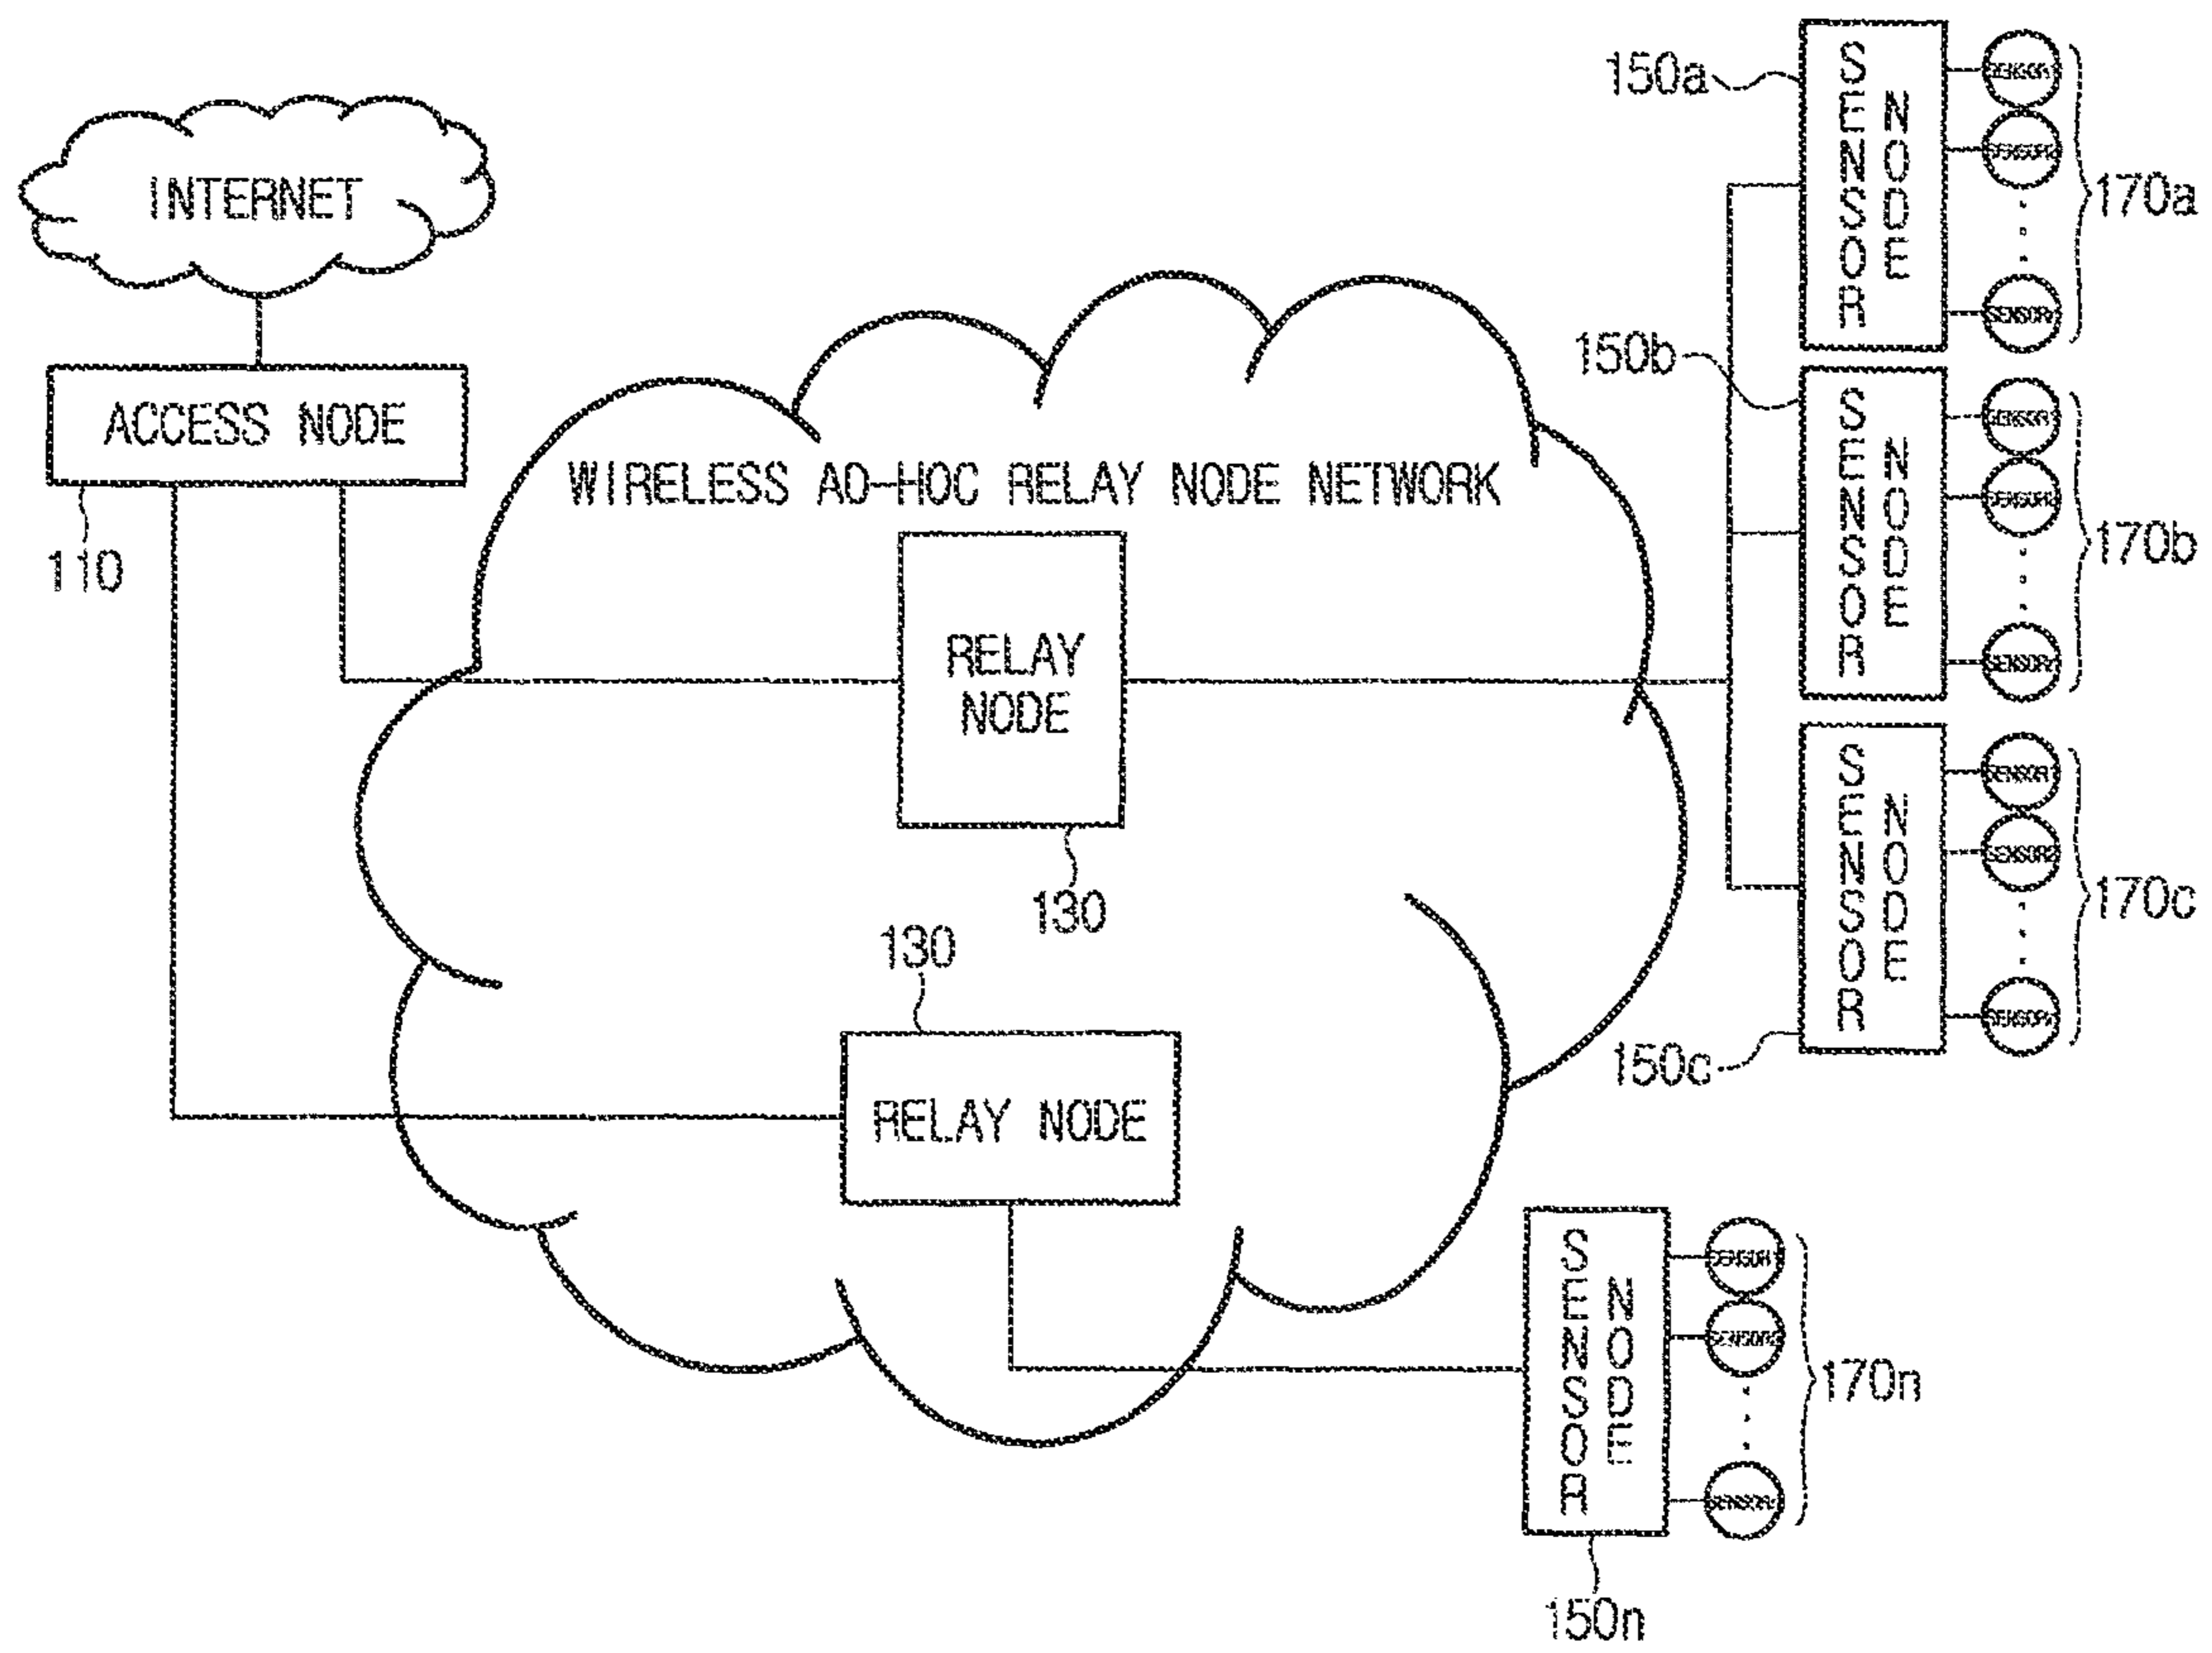 INTERNET
ACCESS NODE
110
WIRELESS AD-HOC RELAY NODE NETWORK
RELAY
NODE
130
130
RELAY NODE
150a
SENSOR
NODE
170a
150b
SENSOR
NODE
170b
150c
SENSOR
NODE
170c
SENSOR
NODE
170n
150n